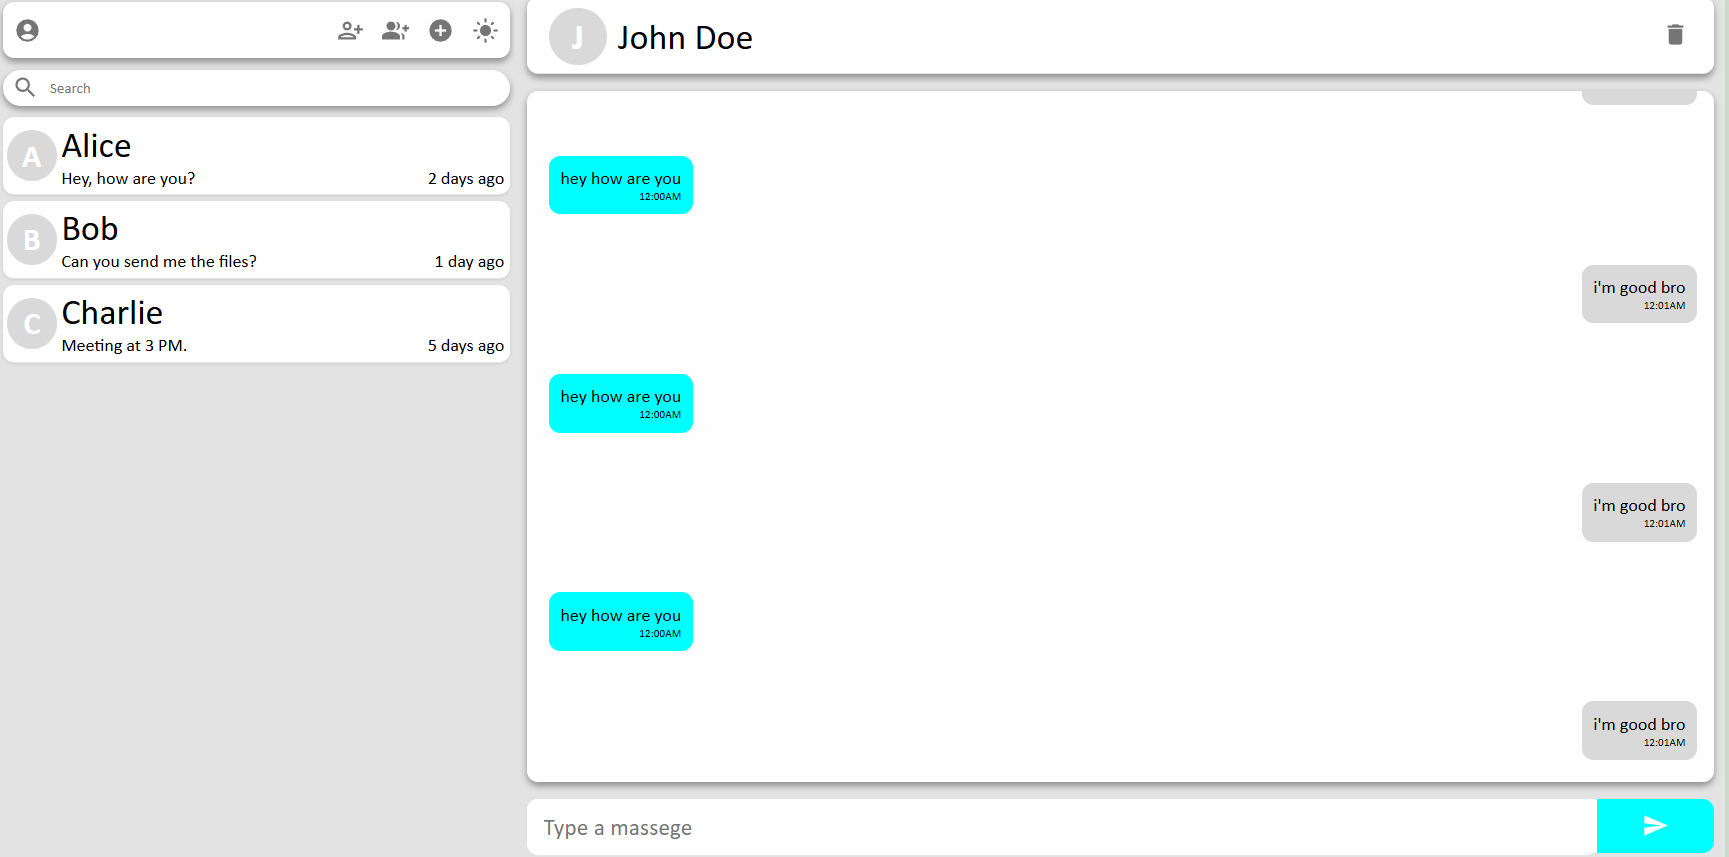 Search
A
Alice
Hey, how are you?
2 days ago
B
Bob
Can you send me the files?
1 day ago
C
Charlie
Meeting at 3 PM.
5 days ago
J
John Doe
hey how are you
12:00AM
i'm good bro
12:01AM
hey how are you
12:00AM
i'm good bro
12:01AM
hey how are you
12:00AM
i'm good bro
12:01AM
Type a massege